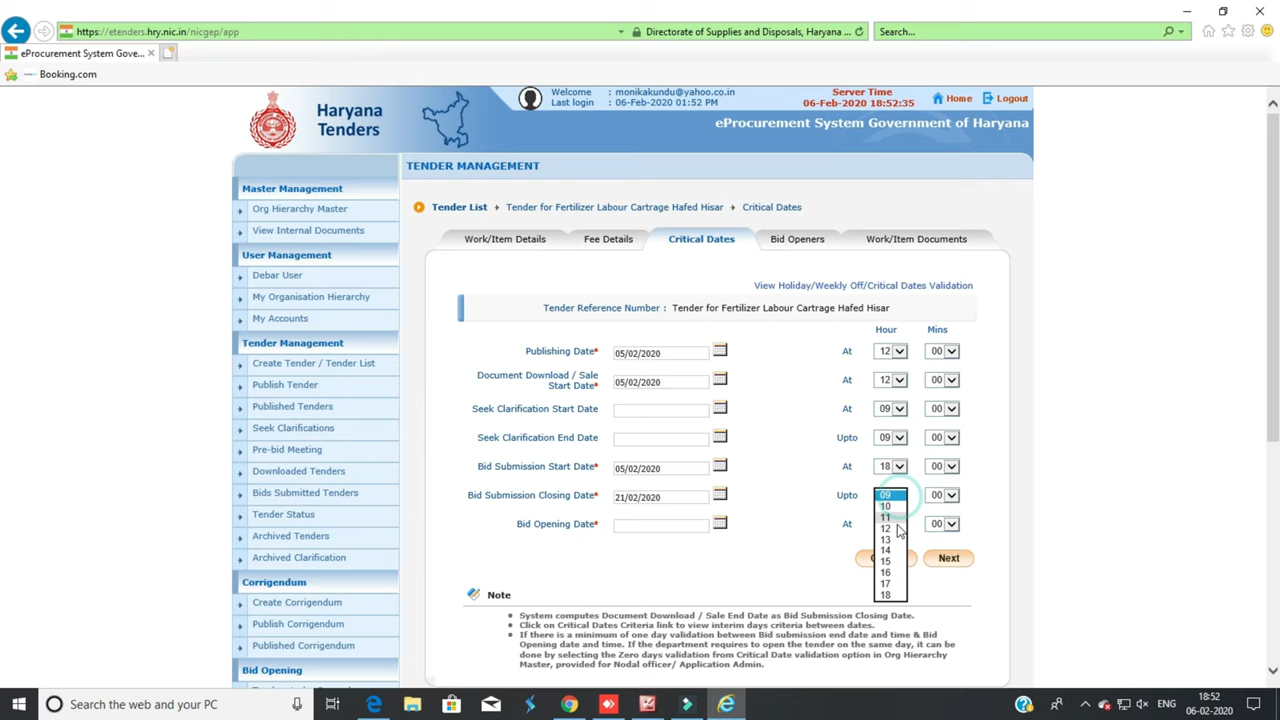 https://etenders.hry.nic.in/nicgep/app
Directorate of Supplies and Disposals, Haryana ...
Search...
eProcurement System Gove...
Booking.com
Haryana
Tenders
Welcome : monikakundu@yahoo.co.in
Last login : 06-Feb-2020 01:52 PM
Server Time
06-Feb-2020 18:52:35
Home
Logout
eProcurement System Government of Haryana
Master Management
Org Hierarchy Master
View Internal Documents
User Management
Debar User
My Organisation Hierarchy
My Accounts
Tender Management
Create Tender / Tender List
Publish Tender
Published Tenders
Seek Clarifications
Pre-bid Meeting
Downloaded Tenders
Bids Submitted Tenders
Tender Status
Archived Tenders
Archived Clarification
Corrigendum
Create Corrigendum
Publish Corrigendum
Published Corrigendum
Bid Opening
TENDER MANAGEMENT
Tender List
Tender for Fertilizer Labour Cartrage Hafed Hisar
Critical Dates
Work/Item Details
Fee Details
Critical Dates
Bid Openers
Work/Item Documents
View Holiday/Weekly Off/Critical Dates Validation
Tender Reference Number : Tender for Fertilizer Labour Cartrage Hafed Hisar
Hour Mins
Publishing Date* 05/02/2020 At 12 00
Document Download / Sale
Start Date* 05/02/2020 At 12 00
Seek Clarification Start Date At 09 00
Seek Clarification End Date Upto 09 00
Bid Submission Start Date* 05/02/2020 At 18 00
Bid Submission Closing Date* 21/02/2020 Upto 09 00
Bid Opening Date* At 00
10
11
12
13
14
15
16
17
18
Next
Note
System computes Document Download / Sale End Date as Bid Submission Closing Date.
Click on Critical Dates Criteria link to view interim days criteria between dates.
If there is a minimum of one day validation between Bid submission end date and time & Bid
Opening date and time. If the department requires to open the tender on the same day, it can be
done by selecting the Zero days validation from Critical Date validation option in Org Hierarchy
Master, provided for Nodal officer/ Application Admin.
Search the web and your PC
18:52
06-02-2020